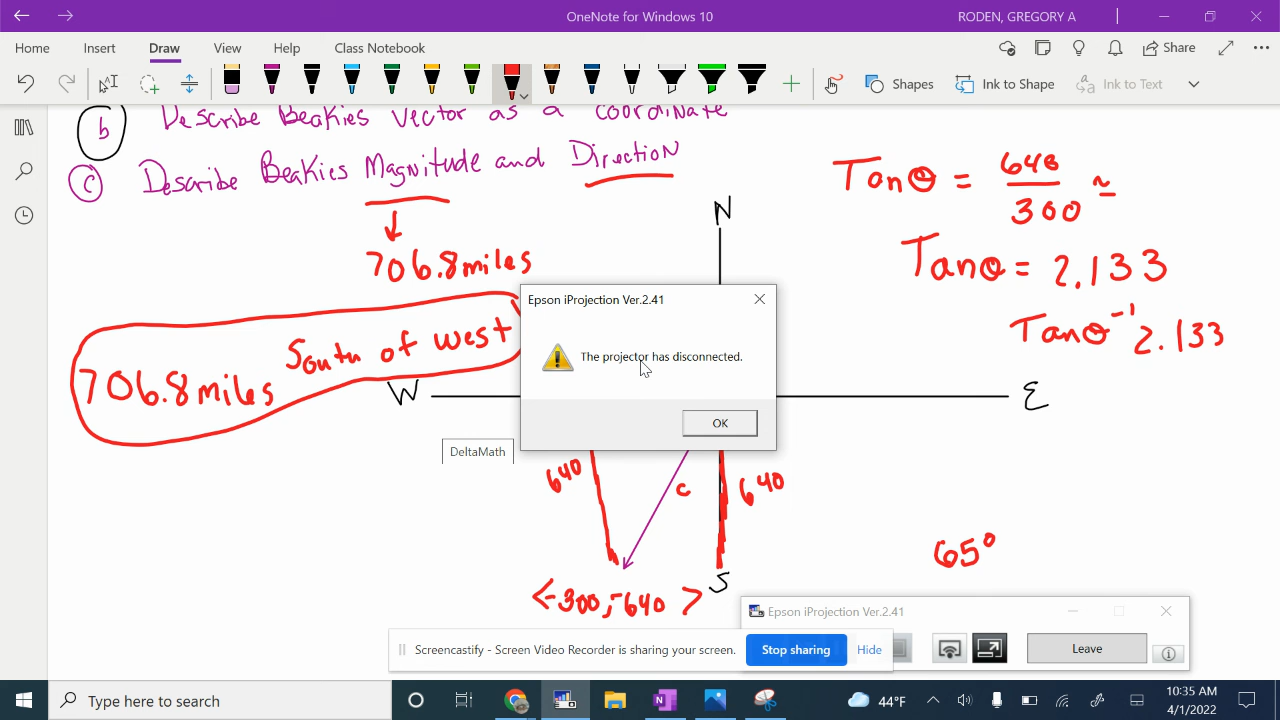 OneNote for Windows 10
RODEN, GREGORY A
Home Insert Draw View Help Class Notebook
Share
Shapes Ink to Shape Ink to Text
b Describe Beakies vector as a coordinate
c Describe Beakies Magnitude and Direction
706.8 miles
706.8 miles South of west
Tanθ = 640/300 ≈
Tanθ = 2.133
Tanθ⁻¹ 2.133
N
W
E
Epson iProjection Ver.2.41
The projector has disconnected.
OK
DeltaMath
640
c
640
65°
<-300,-640>
S
Epson iProjection Ver.2.41
Screencastify - Screen Video Recorder is sharing your screen.
Stop sharing
Hide
Leave
Type here to search
44°F
10:35 AM
4/1/2022